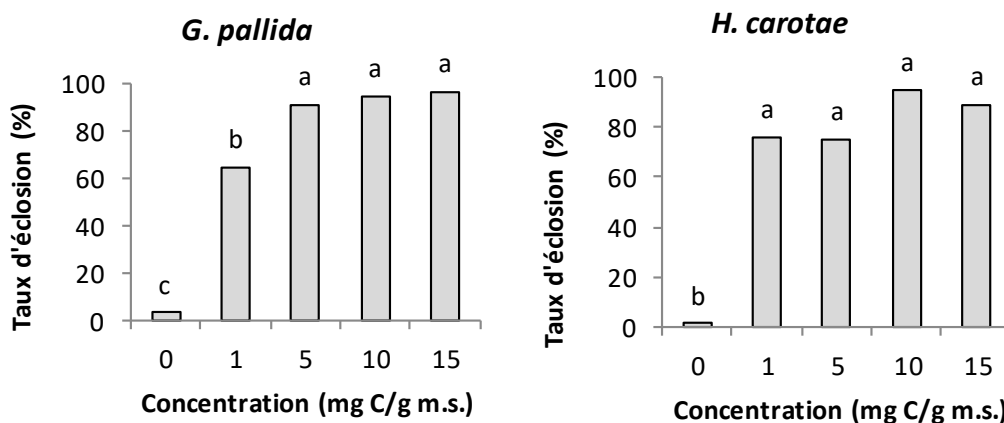 G. pallida
a
a
a
b
c
100
80
60
40
20
0
Taux d'éclosion (%)
0 1 5 10 15
Concentration (mg C/g m.s.)
H. carotae
a
a
a
a
b
100
80
60
40
20
0
Taux d'éclosion (%)
0 1 5 10 15
Concentration (mg C/g m.s.)